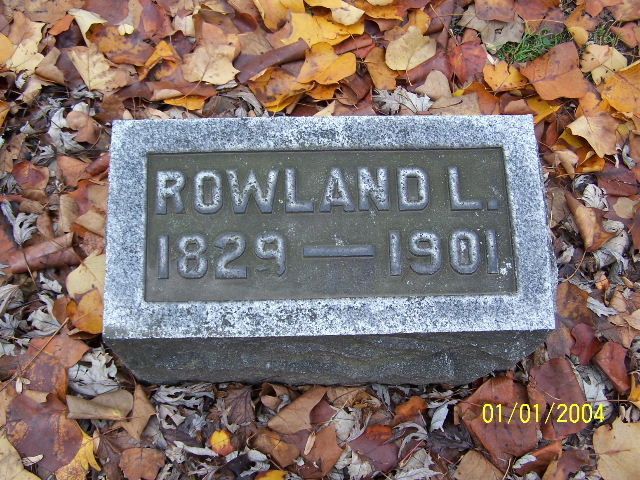 ROWLAND L.
1829 — 1901
01/01/2004